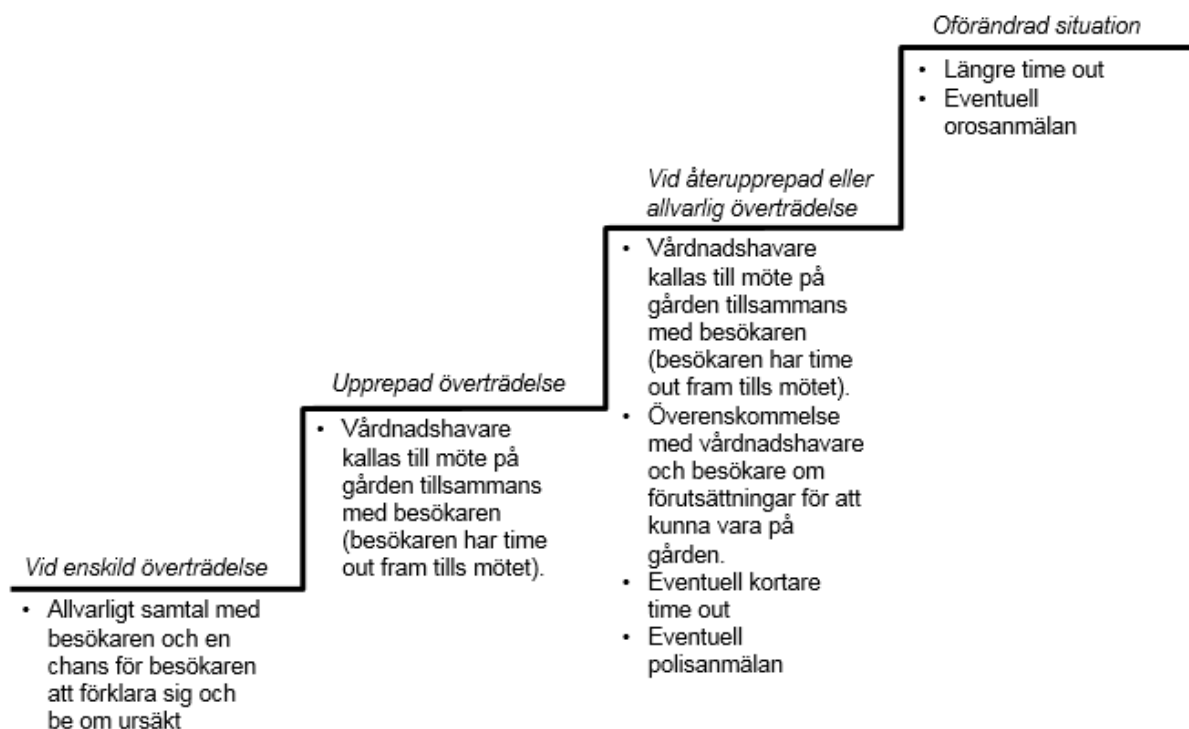 Oförändrad situation
• Längre time out
• Eventuell
orosanmälan
Vid återupprepad eller
allvarlig överträdelse
• Vårdnadshavare
kallas till möte på
gården tillsammans
med besökaren
(besökaren har time
out fram tills mötet).
• Överenskommelse
med vårdnadshavare
och besökare om
förutsättningar för att
kunna vara på
gården.
• Eventuell kortare
time out
• Eventuell
polisanmälan
Upprepad överträdelse
• Vårdnadshavare
kallas till möte på
gården tillsammans
med besökaren
(besökaren har time
out fram tills mötet).
Vid enskild överträdelse
• Allvarligt samtal med
besökaren och en
chans för besökaren
att förklara sig och
be om ursäkt